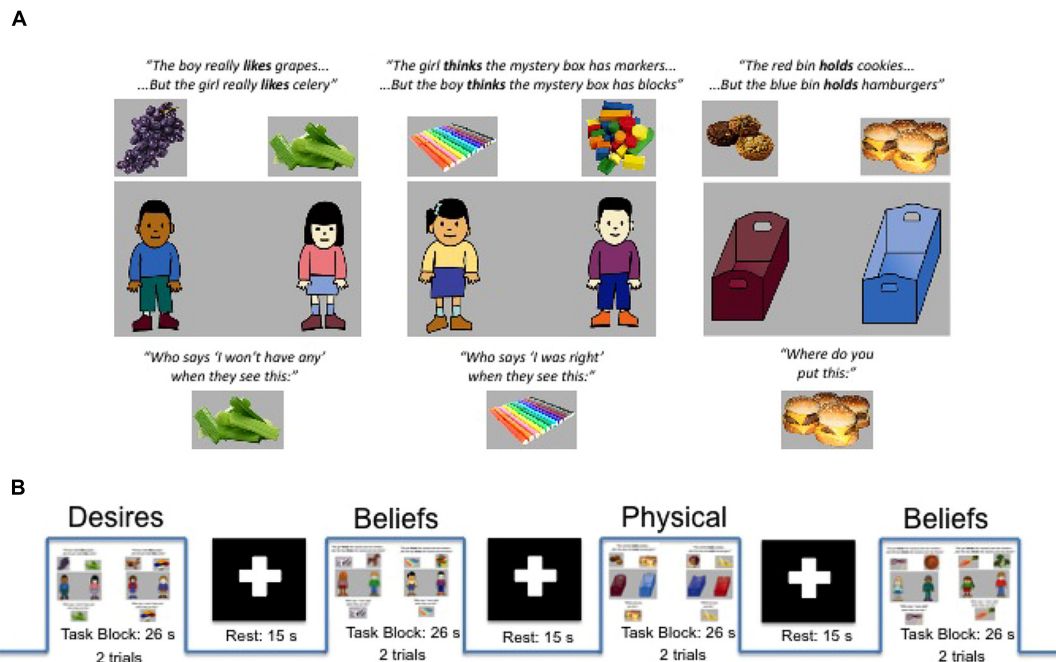 A
“The boy really likes grapes...
...But the girl really likes celery”
“The girl thinks the mystery box has markers...
...But the boy thinks the mystery box has blocks”
“The red bin holds cookies...
...But the blue bin holds hamburgers”
“Who says ‘I won’t have any’
when they see this:”
“Who says ‘I was right’
when they see this:”
“Where do you
put this:”
B
Desires
Beliefs
Physical
Beliefs
Task Block: 26 s
2 trials
Rest: 15 s
Task Block: 26 s
2 trials
Rest: 15 s
Task Block: 26 s
2 trials
Rest: 15 s
Task Block: 26 s
2 trials